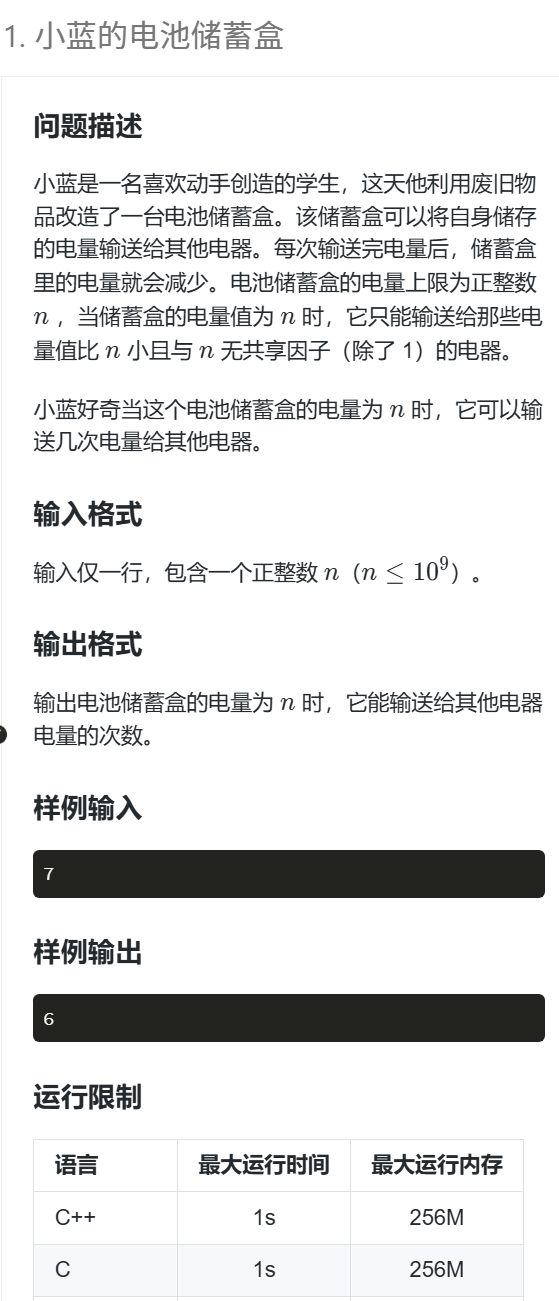 1. 小蓝的电池储蓄盒
问题描述
小蓝是一名喜欢动手创造的学生，这天他利用废旧物
品改造了一台电池储蓄盒。该储蓄盒可以将自身储存
的电量输送给其他电器。每次输送完电量后，储蓄盒
里的电量就会减少。电池储蓄盒的电量上限为正整数
n ，当储蓄盒的电量值为 n 时，它只能输送给那些电
量值比 n 小且与 n 无共享因子（除了 1）的电器。
小蓝好奇当这个电池储蓄盒的电量为 n 时，它可以输
送几次电量给其他电器。
输入格式
输入仅一行，包含一个正整数 n（n ≤ 10⁹）。
输出格式
输出电池储蓄盒的电量为 n 时，它能输送给其他电器
电量的次数。
样例输入
7
样例输出
6
运行限制
语言 最大运行时间 最大运行内存
C++ 1s 256M
C 1s 256M